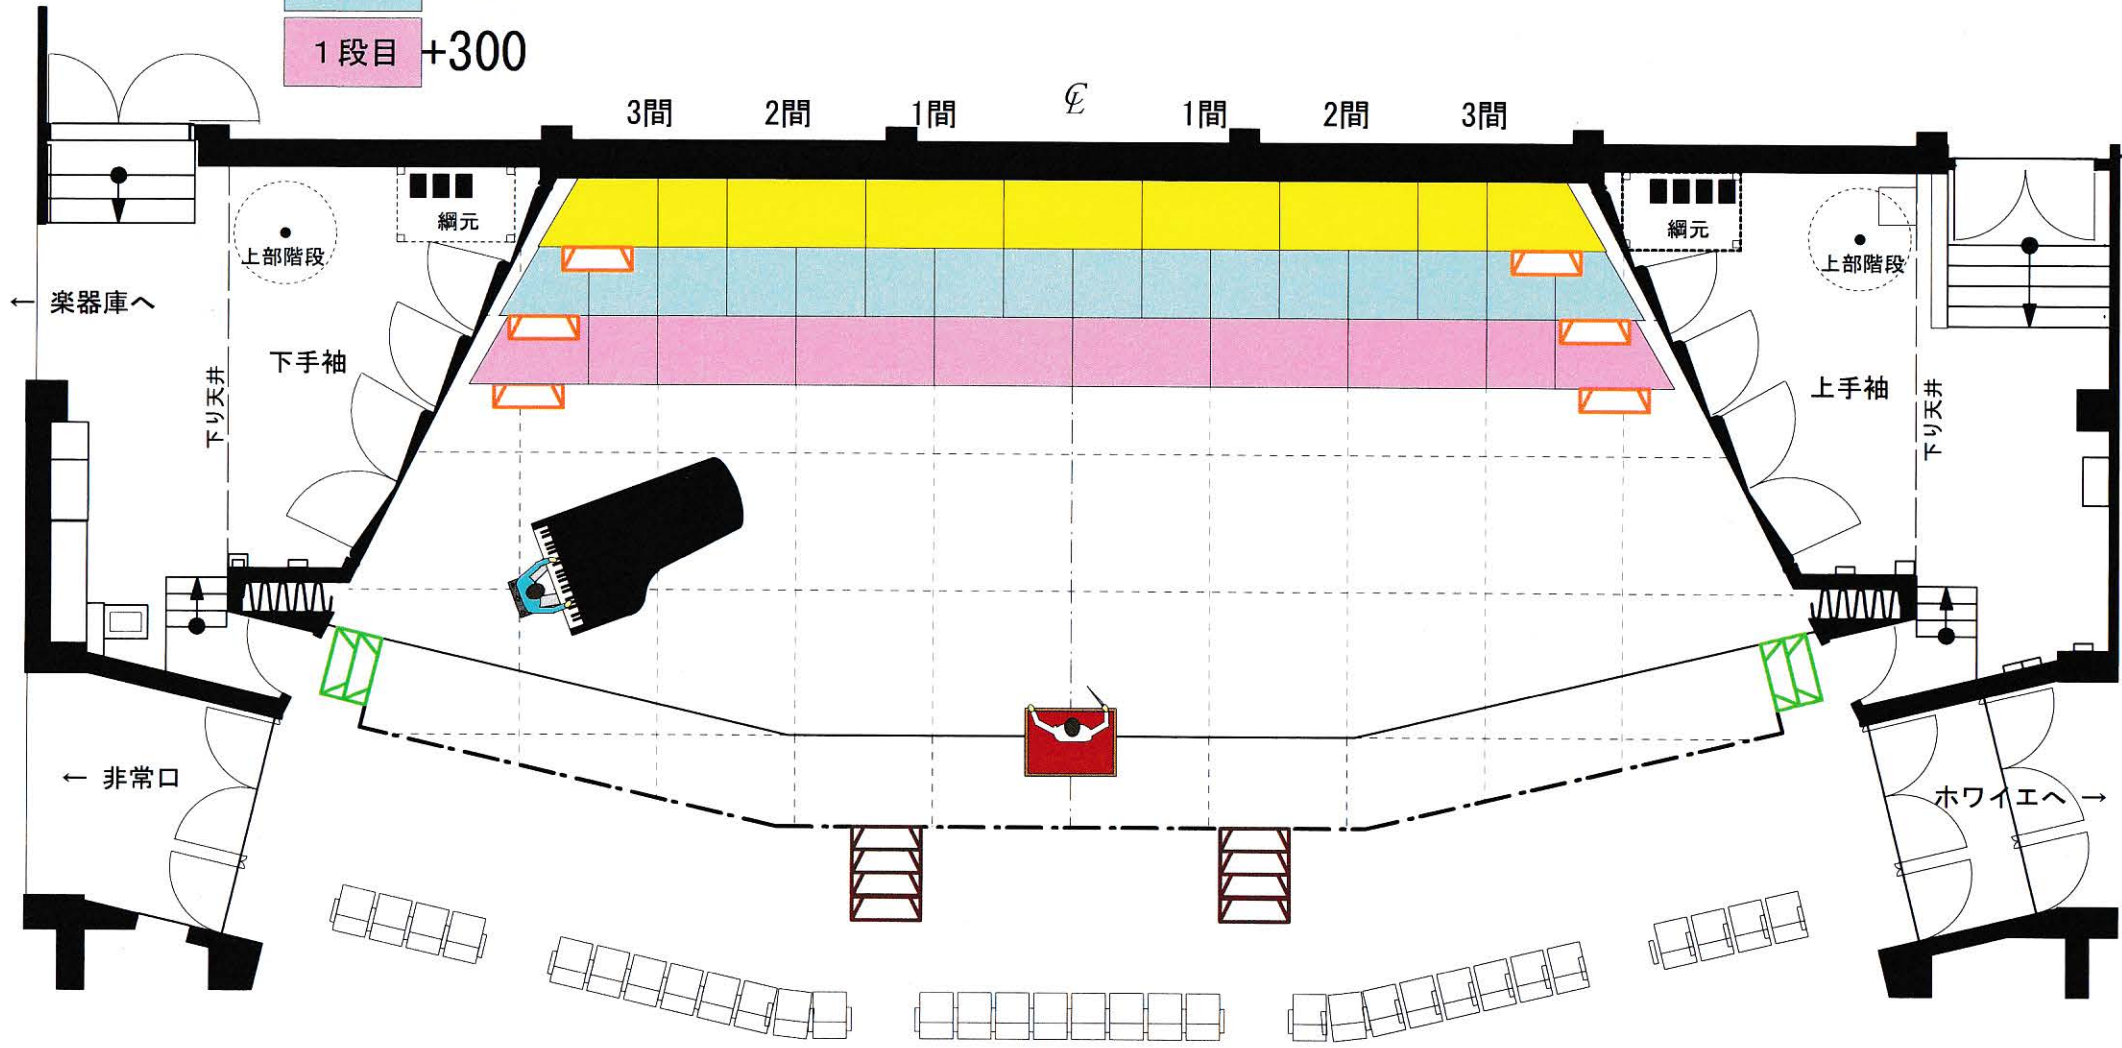 1段目 +300
3間 2間 1間 ℄ 1間 2間 3間
綱元
綱元
上部階段
上部階段
← 楽器庫へ
下手袖
上手袖
下り天井
下り天井
← 非常口
ホワイエへ →